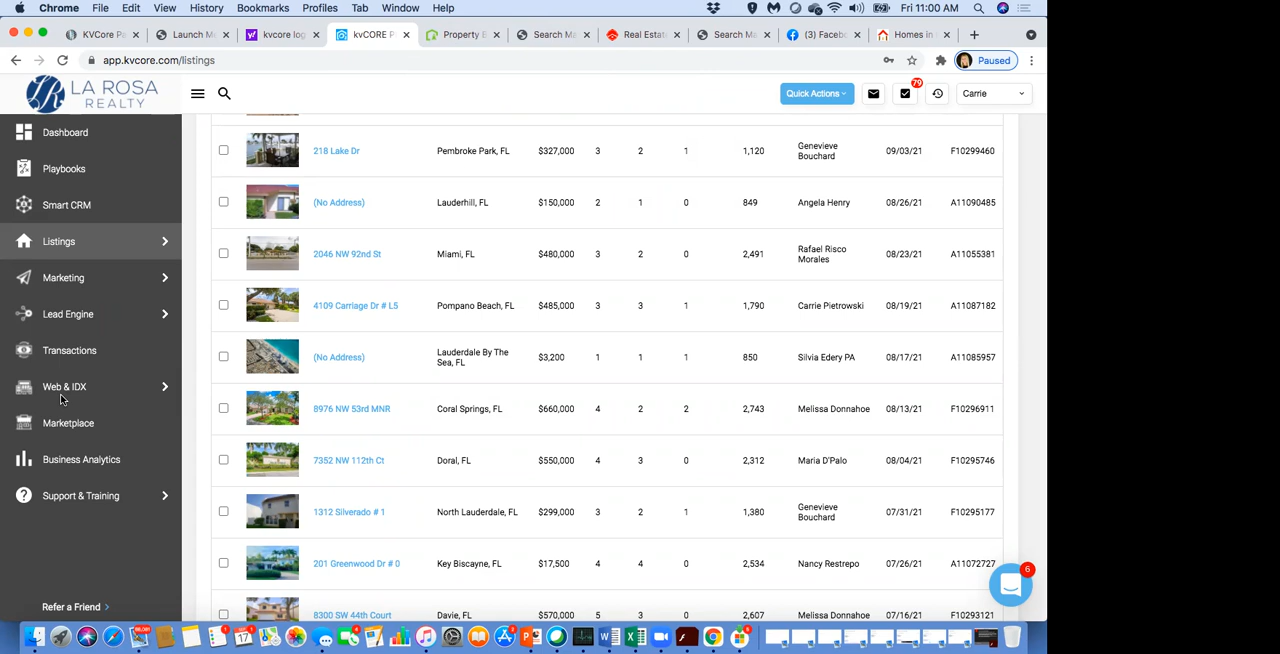 Chrome File Edit View History Bookmarks Profiles Tab Window Help Fri 11:00 AM
KVCore Pa Launch Me kvcore log kvCORE P Property B Search Ma Real Estat Search Ma (3) Faceb Homes in
app.kvcore.com/listings Paused
LA ROSA
REALTY
Quick Actions 79 Carrie
Dashboard
Playbooks
Smart CRM
Listings
Marketing
Lead Engine
Transactions
Web & IDX
Marketplace
Business Analytics
Support & Training
Refer a Friend
218 Lake Dr Pembroke Park, FL $327,000 3 2 1 1,120 Genevieve Bouchard 09/03/21 F10299460
(No Address) Lauderhill, FL $150,000 2 1 0 849 Angela Henry 08/26/21 A11090485
2046 NW 92nd St Miami, FL $480,000 3 2 0 2,491 Rafael Risco Morales 08/23/21 A11055381
4109 Carriage Dr # L5 Pompano Beach, FL $485,000 3 3 1 1,790 Carrie Pietrowski 08/19/21 A11087182
(No Address) Lauderdale By The Sea, FL $3,200 1 1 1 850 Silvia Edery PA 08/17/21 A11085957
8976 NW 53rd MNR Coral Springs, FL $660,000 4 2 2 2,743 Melissa Donnahoe 08/13/21 F10296911
7352 NW 112th Ct Doral, FL $550,000 4 3 0 2,312 Maria D'Palo 08/04/21 F10295746
1312 Silverado # 1 North Lauderdale, FL $299,000 3 2 1 1,380 Genevieve Bouchard 07/31/21 F10295177
201 Greenwood Dr # 0 Key Biscayne, FL $17,500 4 4 0 2,534 Nancy Restrepo 07/26/21 A11072727
8300 SW 44th Court Davie, FL $570,000 5 3 0 2,607 Melissa Donnahoe 07/16/21 F10293121
6